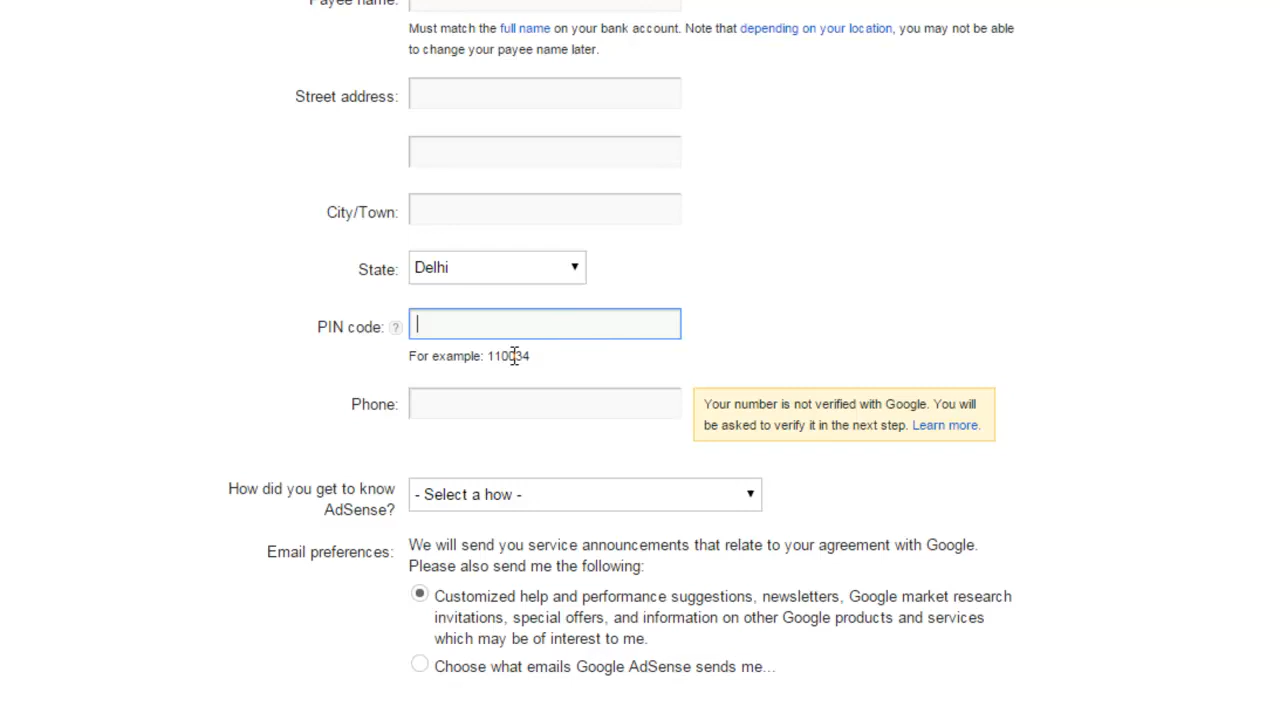 Payee name:
Must match the full name on your bank account. Note that depending on your location, you may not be able
to change your payee name later.
Street address:
City/Town:
State:
Delhi
PIN code: ?
For example: 110034
Phone:
Your number is not verified with Google. You will
be asked to verify it in the next step. Learn more.
How did you get to know
AdSense?
- Select a how -
Email preferences:
We will send you service announcements that relate to your agreement with Google.
Please also send me the following:
Customized help and performance suggestions, newsletters, Google market research
invitations, special offers, and information on other Google products and services
which may be of interest to me.
Choose what emails Google AdSense sends me...